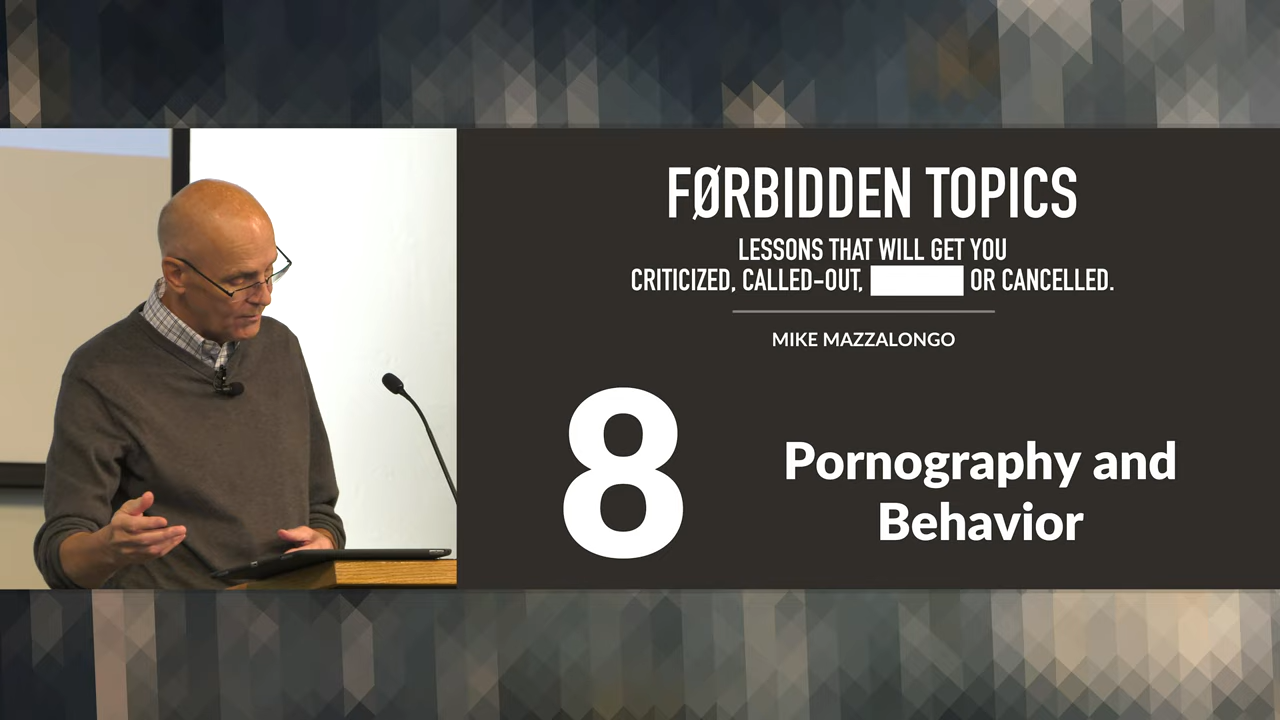 FØRBIDDEN TOPICS
LESSONS THAT WILL GET YOU
CRITICIZED, CALLED-OUT, OR CANCELLED.
MIKE MAZZALONGO
8
Pornography and
Behavior